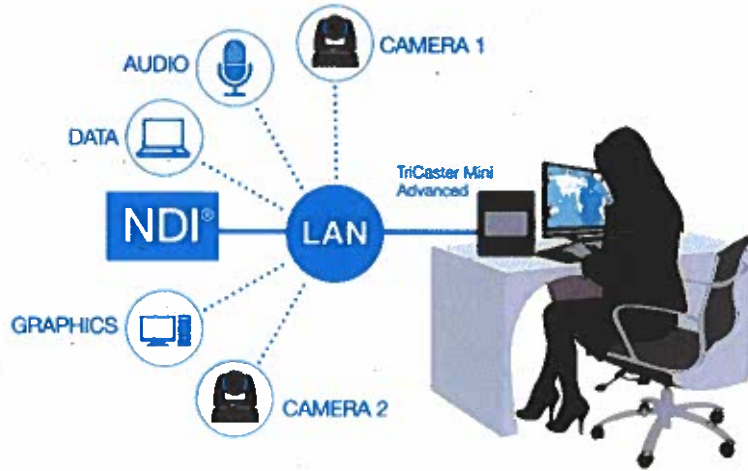 CAMERA 1
AUDIO
DATA
TriCaster Mini
Advanced
NDI®
LAN
GRAPHICS
CAMERA 2